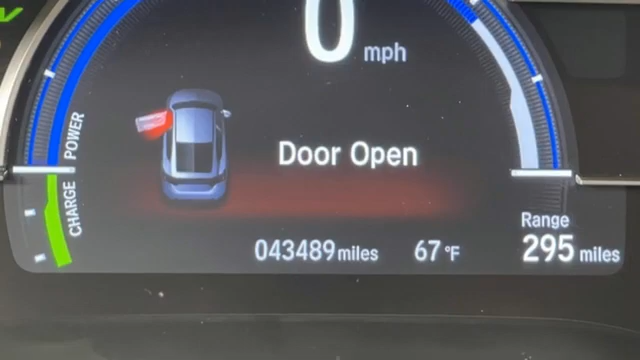 0 mph
POWER
CHARGE
Door Open
043489 miles 67 °F
Range
295 miles